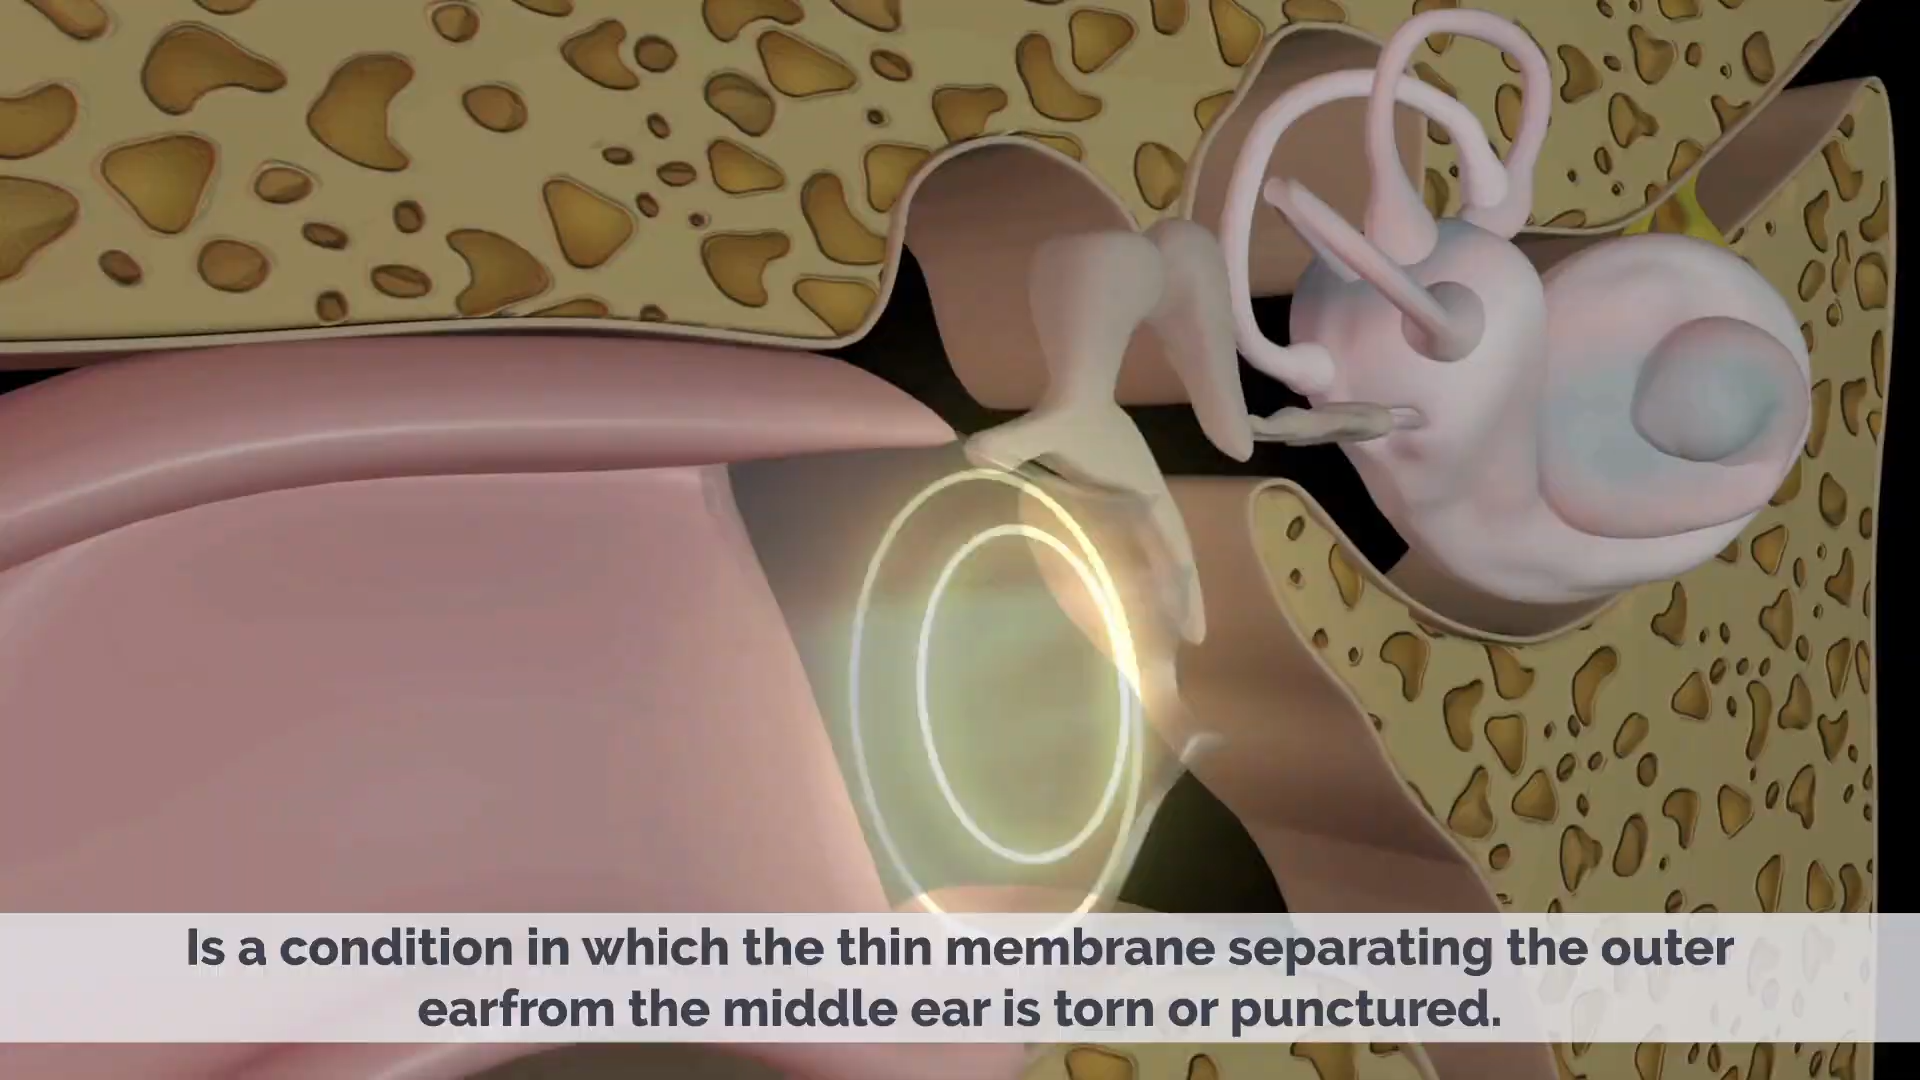 Is a condition in which the thin membrane separating the outer
earfrom the middle ear is torn or punctured.